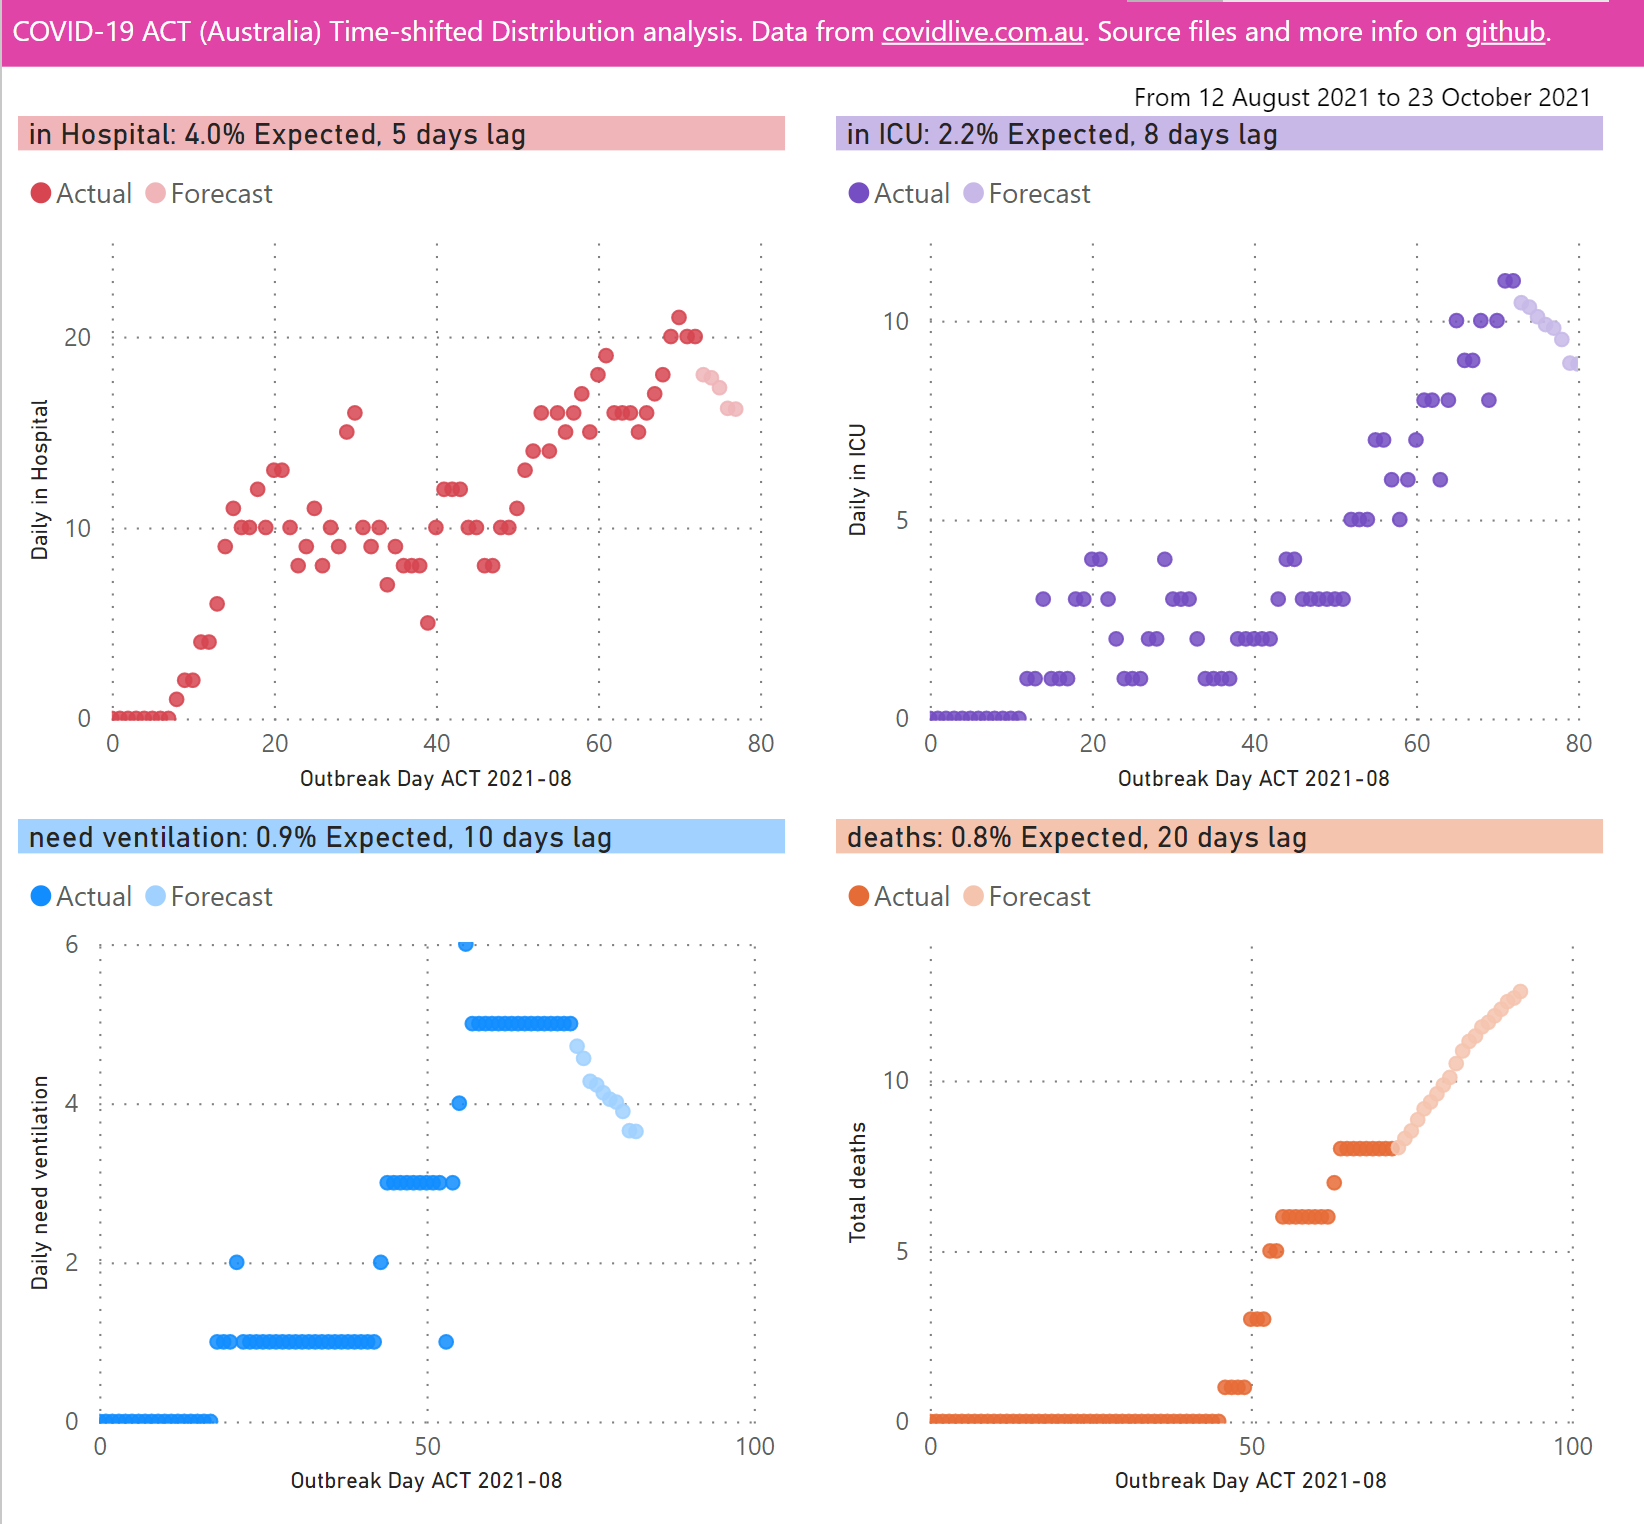 COVID-19 ACT (Australia) Time-shifted Distribution analysis. Data from covidlive.com.au. Source files and more info on github.
From 12 August 2021 to 23 October 2021
in Hospital: 4.0% Expected, 5 days lag
Actual Forecast
Daily in Hospital
20
10
0
0 20 40 60 80
Outbreak Day ACT 2021-08
in ICU: 2.2% Expected, 8 days lag
Actual Forecast
Daily in ICU
10
5
0
0 20 40 60 80
Outbreak Day ACT 2021-08
need ventilation: 0.9% Expected, 10 days lag
Actual Forecast
Daily need ventilation
6
4
2
0
0 50 100
Outbreak Day ACT 2021-08
deaths: 0.8% Expected, 20 days lag
Actual Forecast
Total deaths
10
5
0
0 50 100
Outbreak Day ACT 2021-08